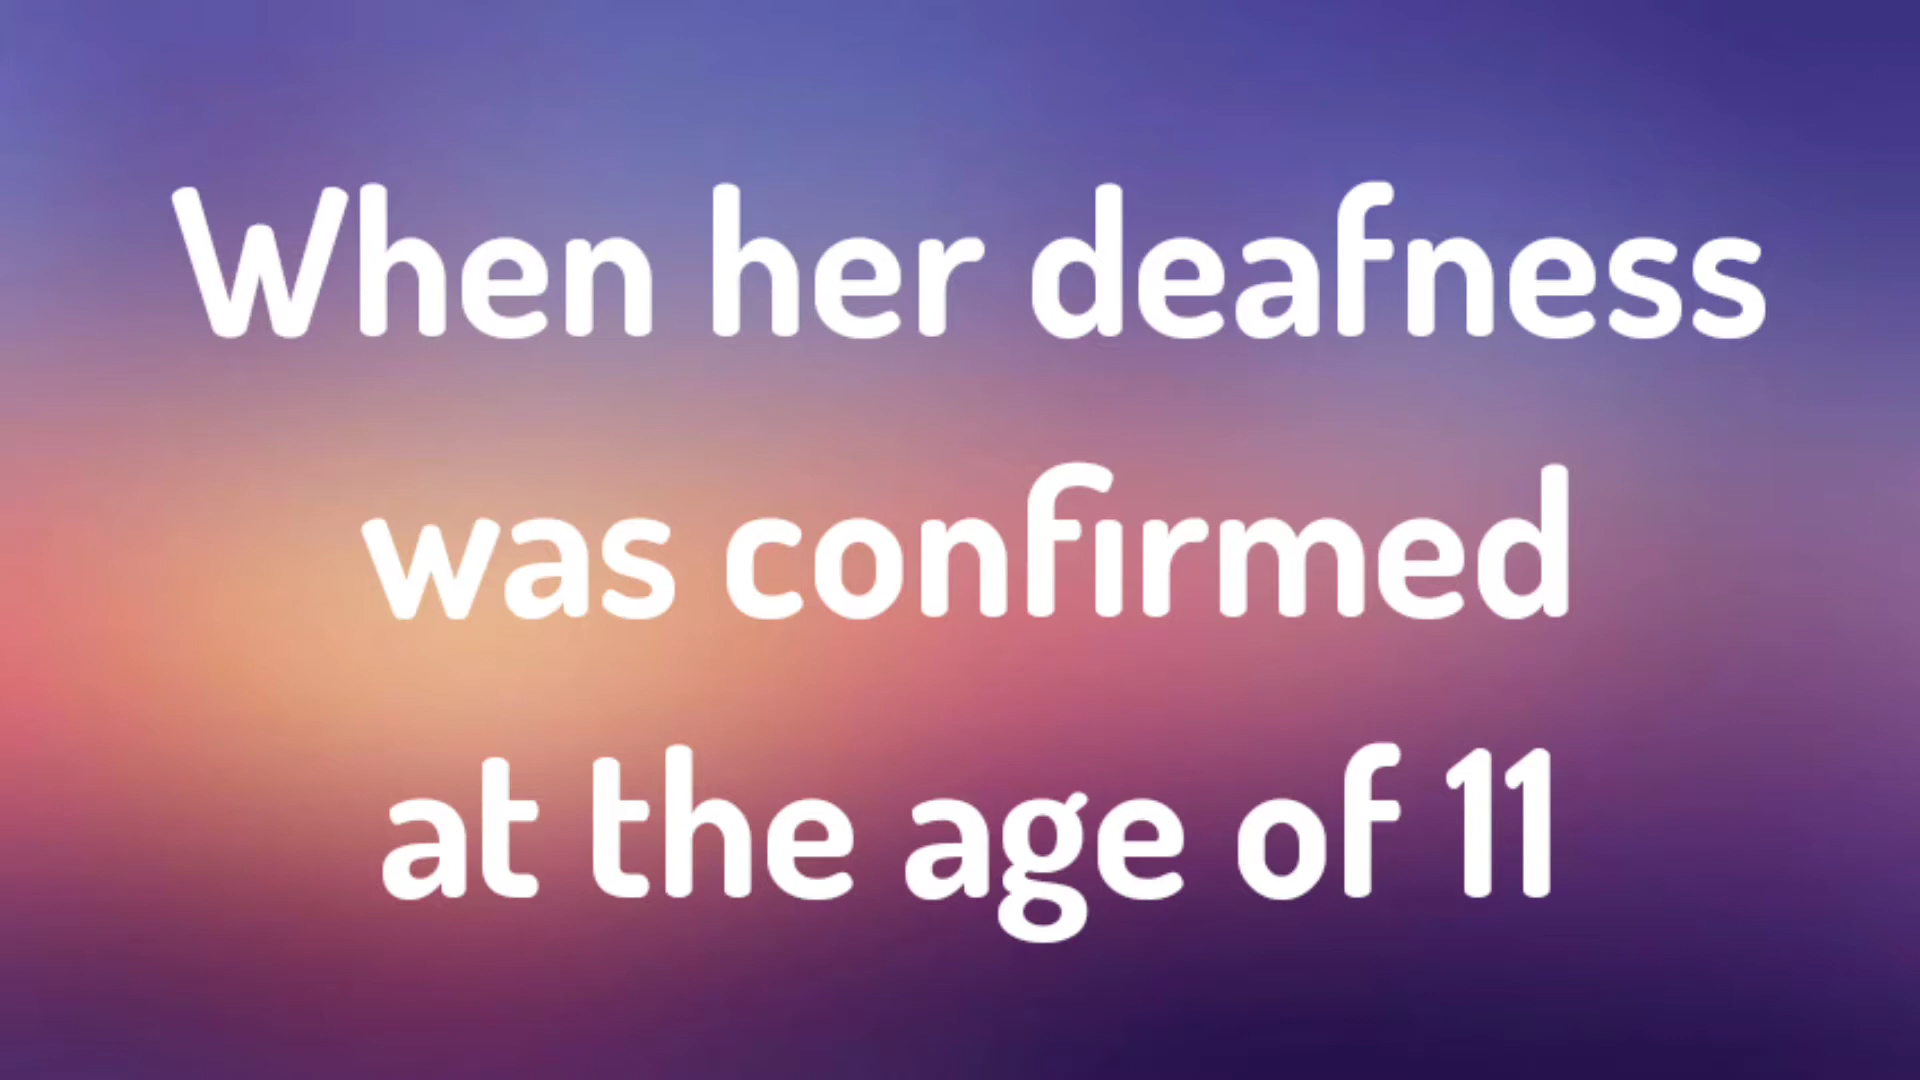 When her deafness
was confirmed
at the age of 11